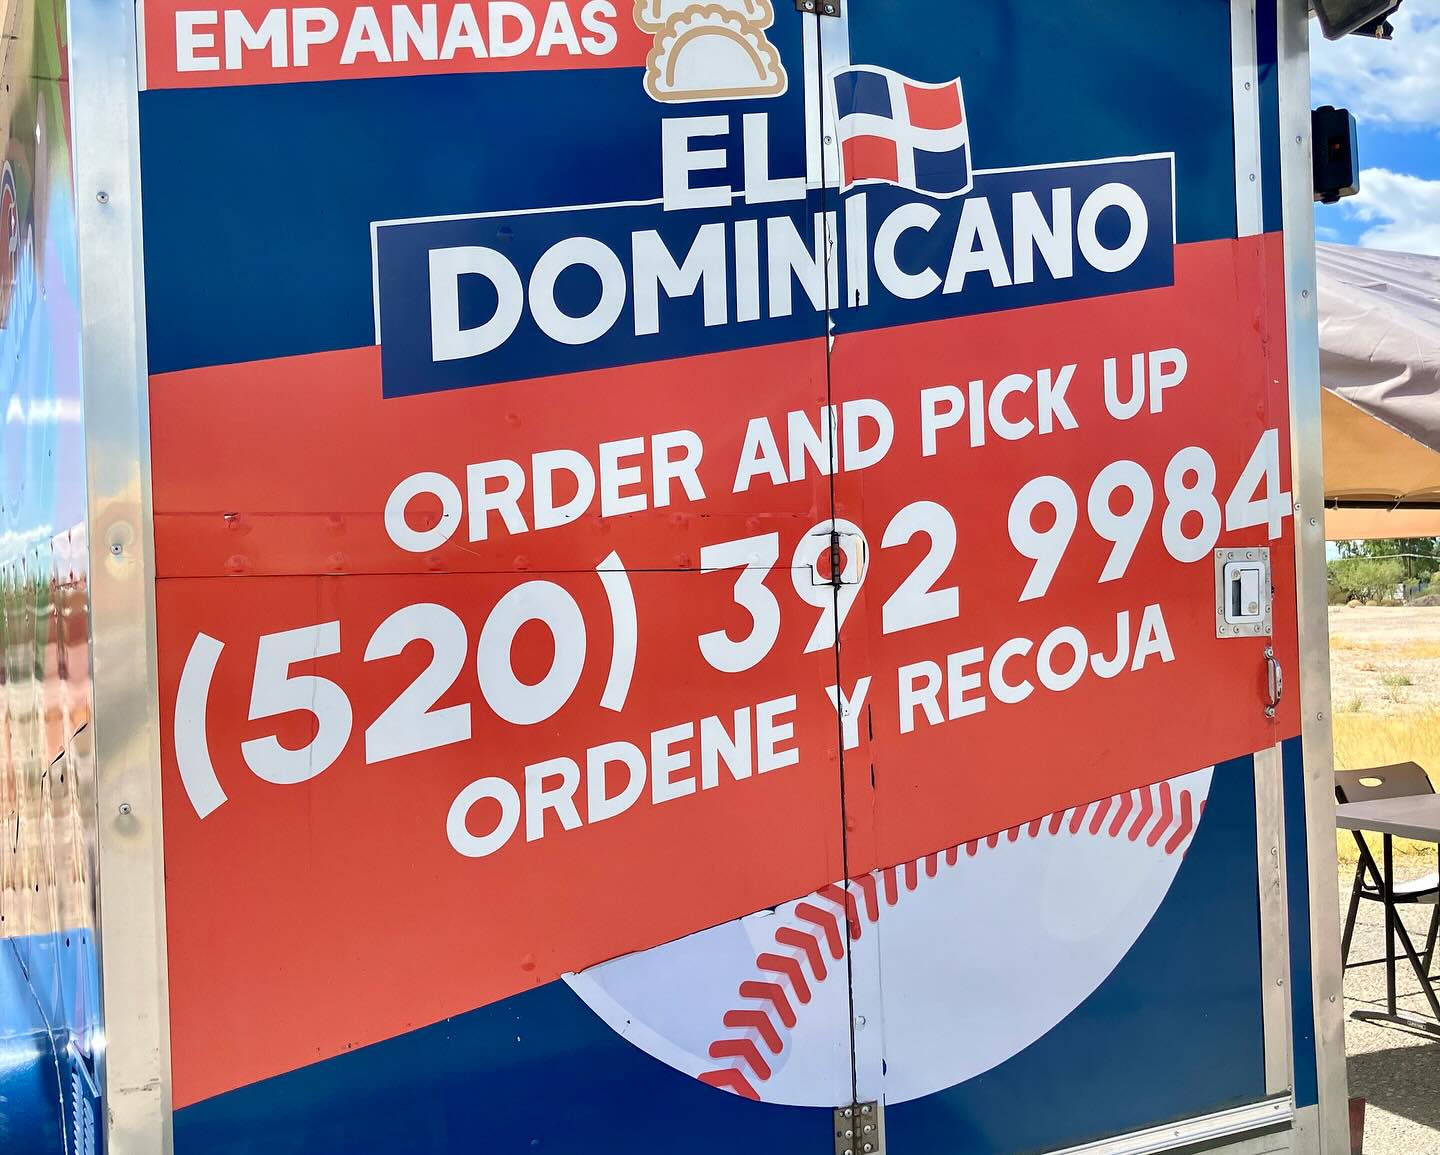 EMPANADAS
EL
DOMINICANO
ORDER AND PICK UP
(520) 392 9984
ORDENE Y RECOJA